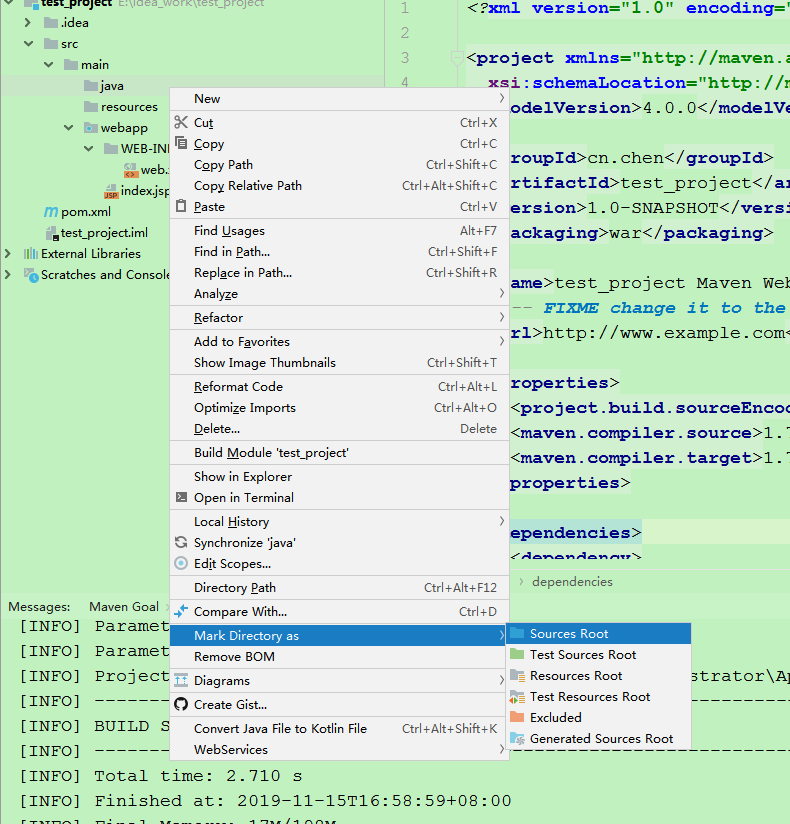 test_project E:\idea_work\test_project
.idea
src
main
java
resources
webapp
WEB-INF
web.
index.jsp
pom.xml
test_project.iml
External Libraries
Scratches and Console
1
2
3
4
<?xml version="1.0" encoding="
<project xmlns="http://maven.a
xsi:schemaLocation="http://m
odelVersion>4.0.0</modelVe
roupId>cn.chen</groupId>
rtifactId>test_project</ar
ersion>1.0-SNAPSHOT</versi
ackaging>war</packaging>
ame>test_project Maven Web
-- FIXME change it to the
rl>http://www.example.com<
roperties>
<project.build.sourceEncod
<maven.compiler.source>1.7
<maven.compiler.target>1.7
properties>
ependencies>
<dependency>
dependencies
New
Cut Ctrl+X
Copy Ctrl+C
Copy Path Ctrl+Shift+C
Copy Relative Path Ctrl+Alt+Shift+C
Paste Ctrl+V
Find Usages Alt+F7
Find in Path... Ctrl+Shift+F
Replace in Path... Ctrl+Shift+R
Analyze
Refactor
Add to Favorites
Show Image Thumbnails Ctrl+Shift+T
Reformat Code Ctrl+Alt+L
Optimize Imports Ctrl+Alt+O
Delete... Delete
Build Module 'test_project'
Show in Explorer
Open in Terminal
Local History
Synchronize 'java'
Edit Scopes...
Directory Path Ctrl+Alt+F12
Compare With... Ctrl+D
Mark Directory as
Remove BOM
Diagrams
Create Gist...
Convert Java File to Kotlin File Ctrl+Alt+Shift+K
WebServices
Sources Root
Test Sources Root
Resources Root
Test Resources Root
Excluded
Generated Sources Root
Messages: Maven Goal
[INFO] Paramet
[INFO] Paramet
[INFO] Project strator\Ap
[INFO] ----------
[INFO] BUILD S
[INFO] ----------
[INFO] Total time: 2.710 s
[INFO] Finished at: 2019-11-15T16:58:59+08:00
[INFO] Final Memory: 17M/198M